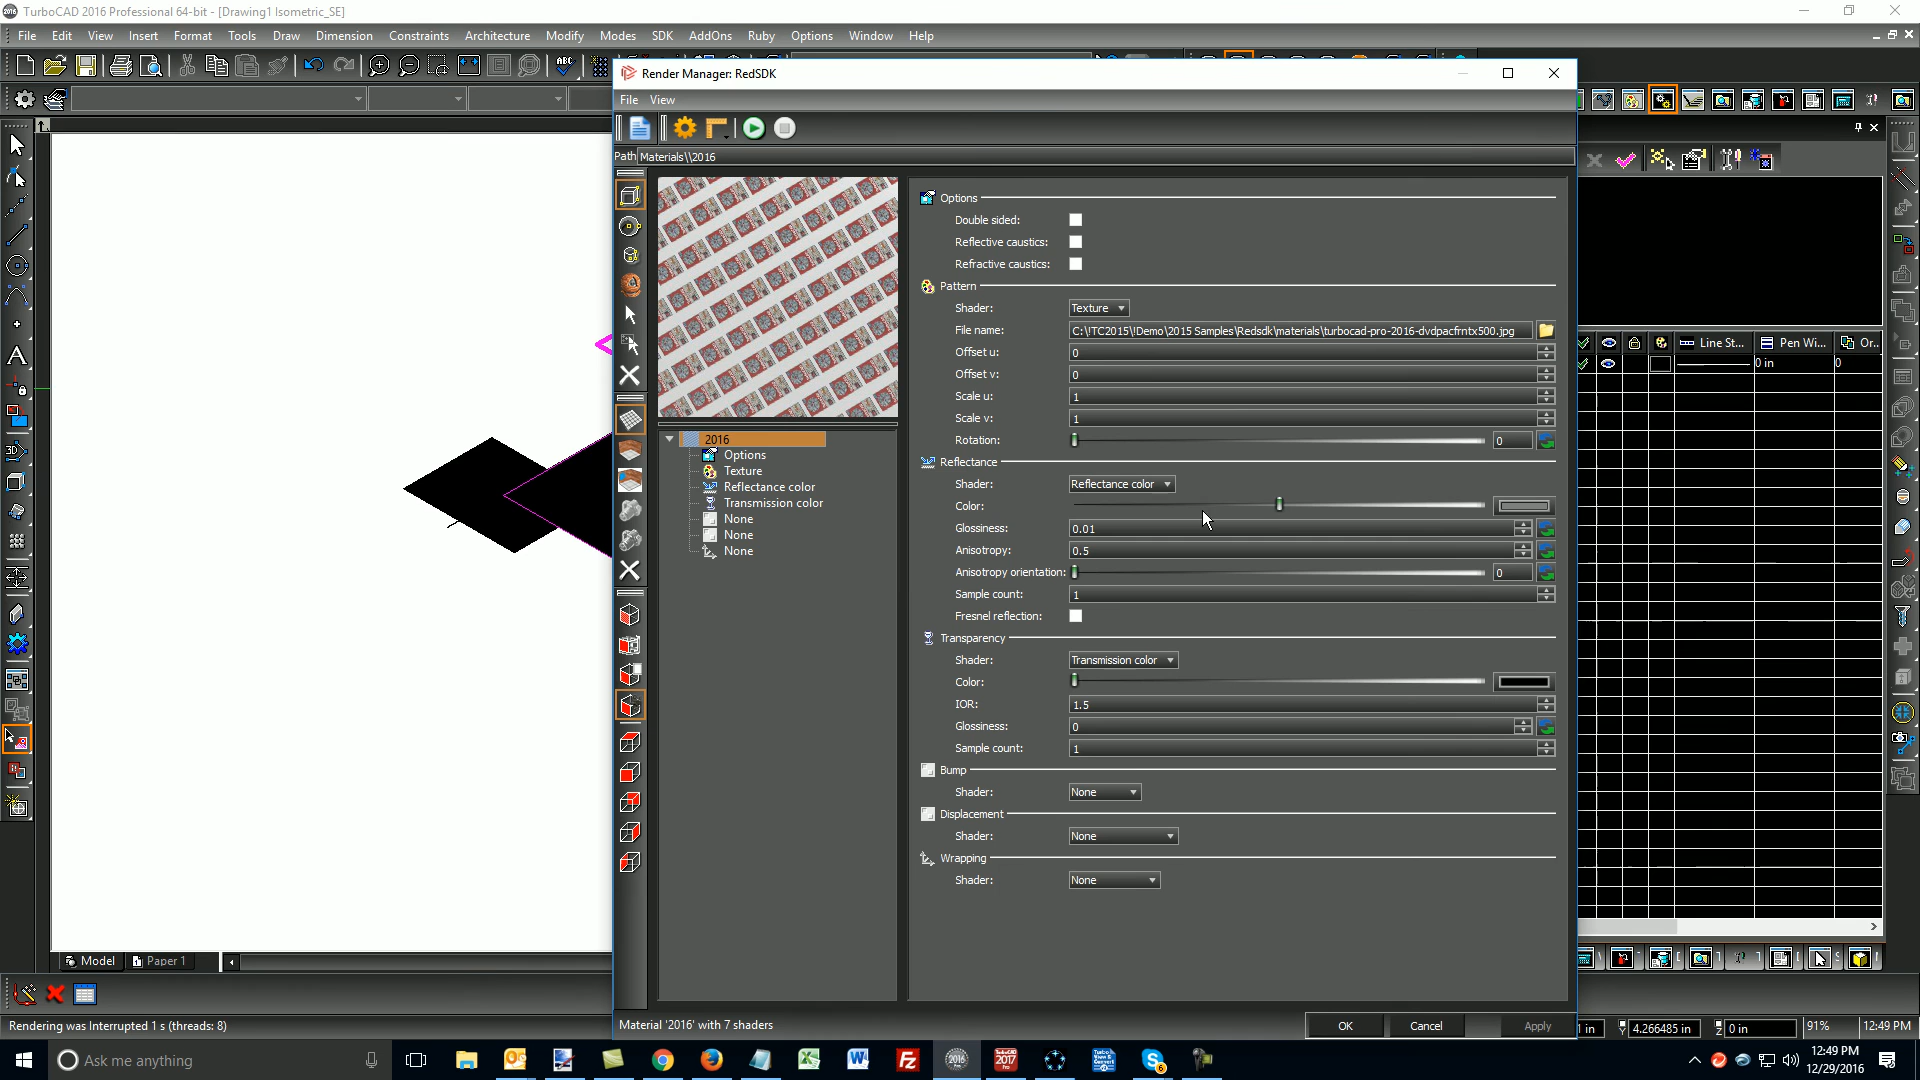 TurboCAD 2016 Professional 64-bit - [Drawing1 Isometric_SE]
File Edit View Insert Format Tools Draw Dimension Constraints Architecture Modify Modes SDK AddOns Ruby Options Window Help
Render Manager: RedSDK
File View
Path Materials\\2016
Options
Double sided:
Reflective caustics:
Refractive caustics:
Pattern
Shader: Texture
File name: C:\!TC2015\!Demo\2015 Samples\Redsdk\materials\turbocad-pro-2016-dvdpacfrntx500.jpg
Offset u: 0
Offset v: 0
Scale u: 1
Scale v: 1
Rotation: 0
Reflectance
Shader: Reflectance color
Color:
Glossiness: 0.01
Anisotropy: 0.5
Anisotropy orientation: 0
Sample count: 1
Fresnel reflection:
Transparency
Shader: Transmission color
Color:
IOR: 1.5
Glossiness: 0
Sample count: 1
Bump
Shader: None
Displacement
Shader: None
Wrapping
Shader: None
2016
Options
Texture
Reflectance color
Transmission color
None
None
None
Line St... Pen Wi... Or...
0 in 0
Model Paper 1
Material '2016' with 7 shaders
OK Cancel Apply
Rendering was Interrupted 1 s (threads: 8)
1 in 4.266485 in 0 in 91% 12:49 PM
Ask me anything
12:49 PM
12/29/2016